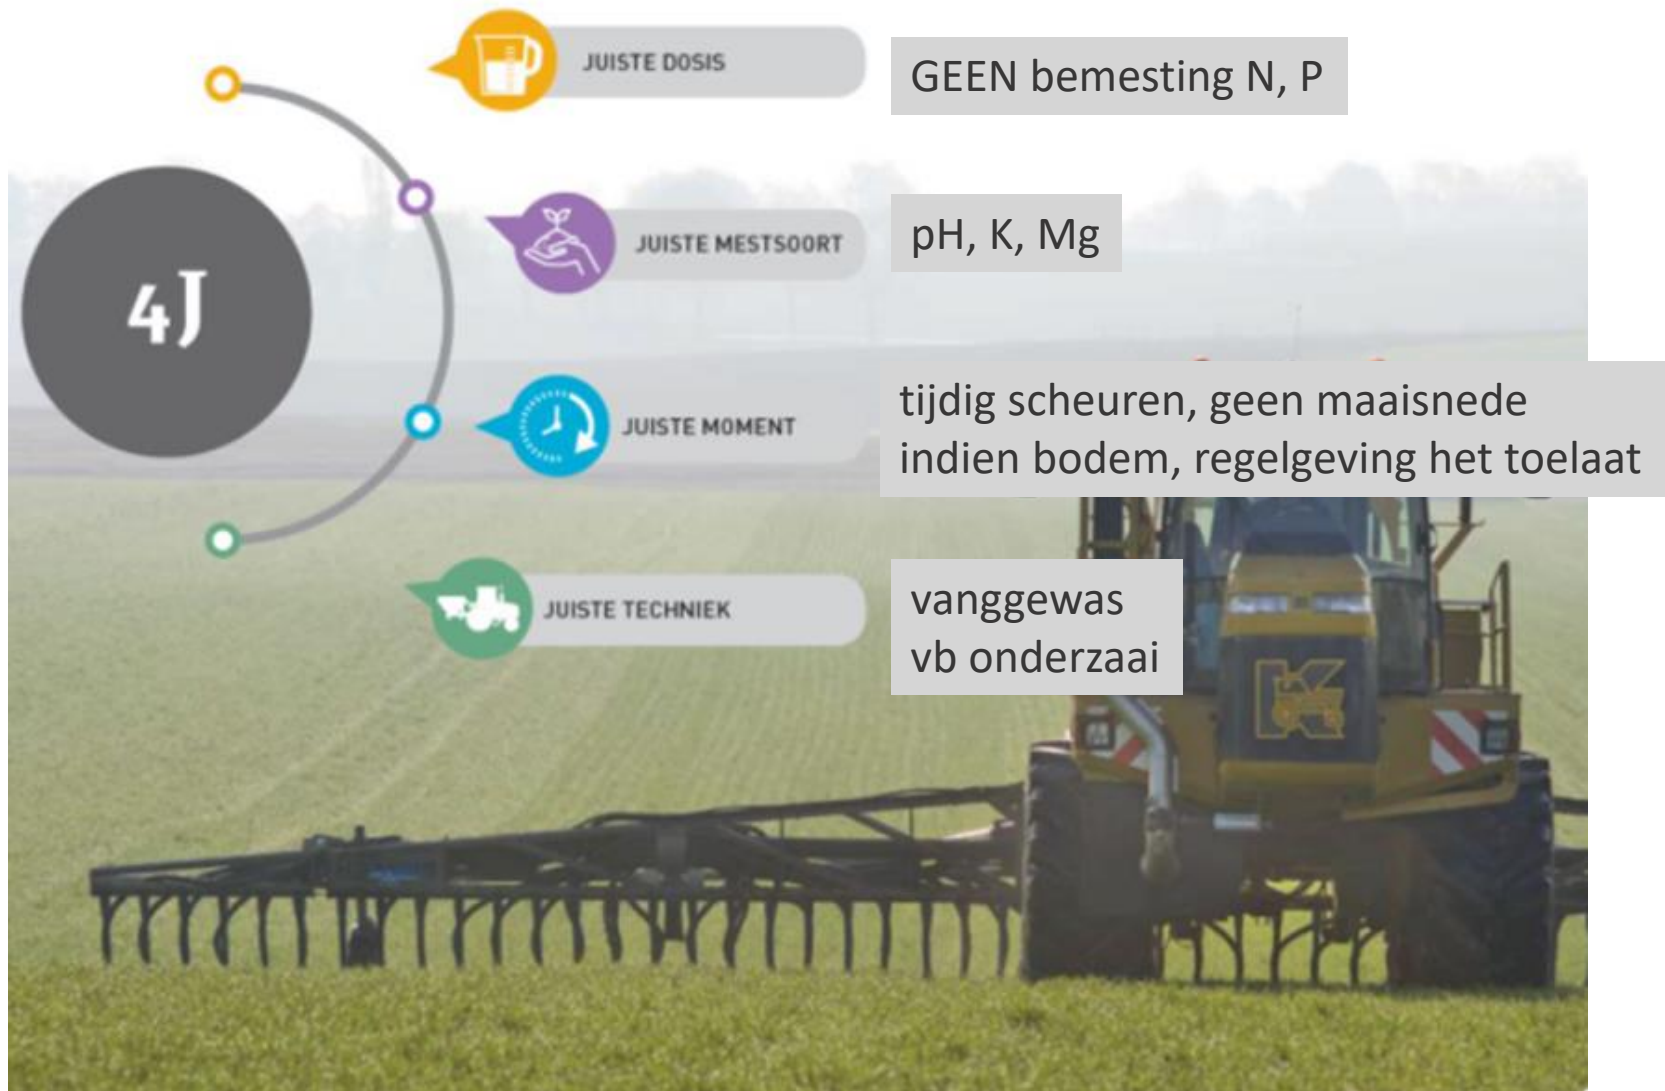 4J
JUISTE DOSIS
GEEN bemesting N, P
JUISTE MESTSOORT
pH, K, Mg
JUISTE MOMENT
tijdig scheuren, geen maaisnede
indien bodem, regelgeving het toelaat
JUISTE TECHNIEK
vanggewas
vb onderzaai